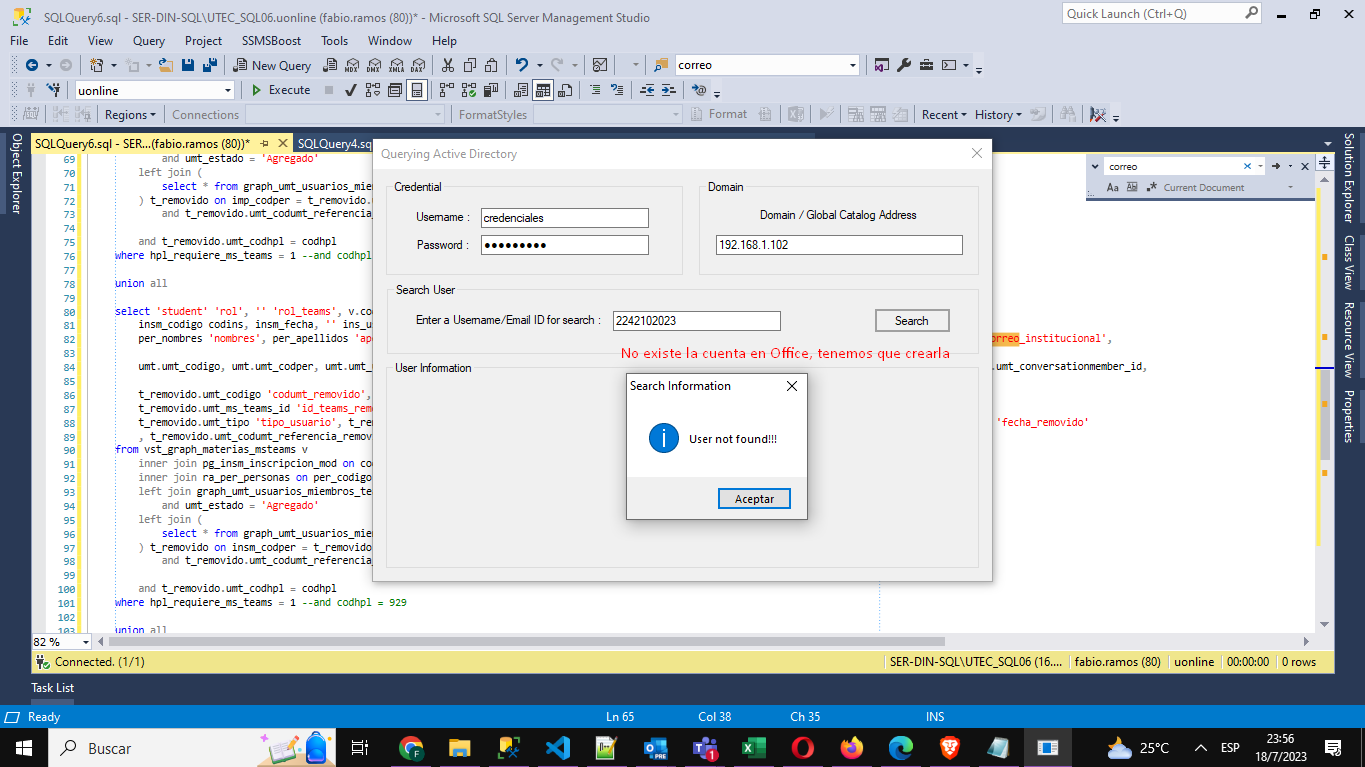 SQLQuery6.sql - SER-DIN-SQL\UTEC_SQL06.uonline (fabio.ramos (80))* - Microsoft SQL Server Management Studio
Quick Launch (Ctrl+Q)
File Edit View Query Project SSMSBoost Tools Window Help
New Query MDX DMX XMLA DAX correo
uonline Execute
Regions Connections FormatStyles Format Recent History
Object Explorer
SQLQuery6.sql - SER...(fabio.ramos (80))* SQLQuery4.sq
correo
Aa Ab Current Document
Solution Explorer
Class View
Resource View
Properties
69 and umt_estado = 'Agregado'
70 left join (
71 select * from graph_umt_usuarios_mie
72 ) t_removido on imp_codper = t_removido.
73 and t_removido.umt_codumt_referencia_
74
75 and t_removido.umt_codhpl = codhpl
76 where hpl_requiere_ms_teams = 1 --and codhpl
77
78 union all
79
80 select 'student' 'rol', '' 'rol_teams', v.co
81 insm_codigo codins, insm_fecha, '' ins_u
82 per_nombres 'nombres', per_apellidos 'ape
orreo_institucional',
83
84 umt.umt_codigo, umt.umt_codper, umt.umt_
.umt_conversationmember_id,
85
86 t_removido.umt_codigo 'codumt_removido',
87 t_removido.umt_ms_teams_id 'id_teams_rem
88 t_removido.umt_tipo 'tipo_usuario', t_rem
'fecha_removido'
89 , t_removido.umt_codumt_referencia_remov
90 from vst_graph_materias_msteams v
91 inner join pg_insm_inscripcion_mod on co
92 inner join ra_per_personas on per_codigo
93 left join graph_umt_usuarios_miembros_te
94 and umt_estado = 'Agregado'
95 left join (
96 select * from graph_umt_usuarios_mie
97 ) t_removido on insm_codper = t_removido
98 and t_removido.umt_codumt_referencia_
99
100 and t_removido.umt_codhpl = codhpl
101 where hpl_requiere_ms_teams = 1 --and codhpl = 929
102
103 union all
Querying Active Directory
Credential
Username : credenciales
Password : ●●●●●●●●●
Domain
Domain / Global Catalog Address
192.168.1.102
Search User
Enter a Username/Email ID for search : 2242102023 Search
No existe la cuenta en Office, tenemos que crearla
User Information
Search Information
User not found!!!
Aceptar
82 %
Connected. (1/1) SER-DIN-SQL\UTEC_SQL06 (16.... fabio.ramos (80) uonline 00:00:00 0 rows
Task List
Ready Ln 65 Col 38 Ch 35 INS
Buscar 25°C ESP 23:56
18/7/2023